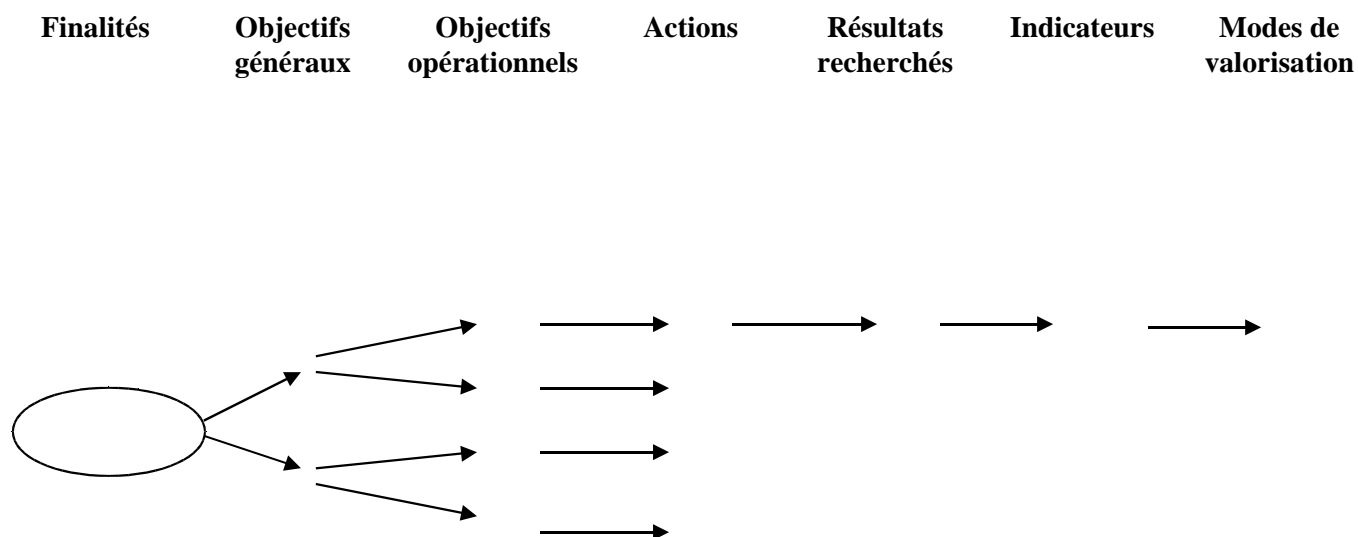 Finalités Objectifs Objectifs Actions Résultats Indicateurs Modes de
généraux opérationnels recherchés valorisation